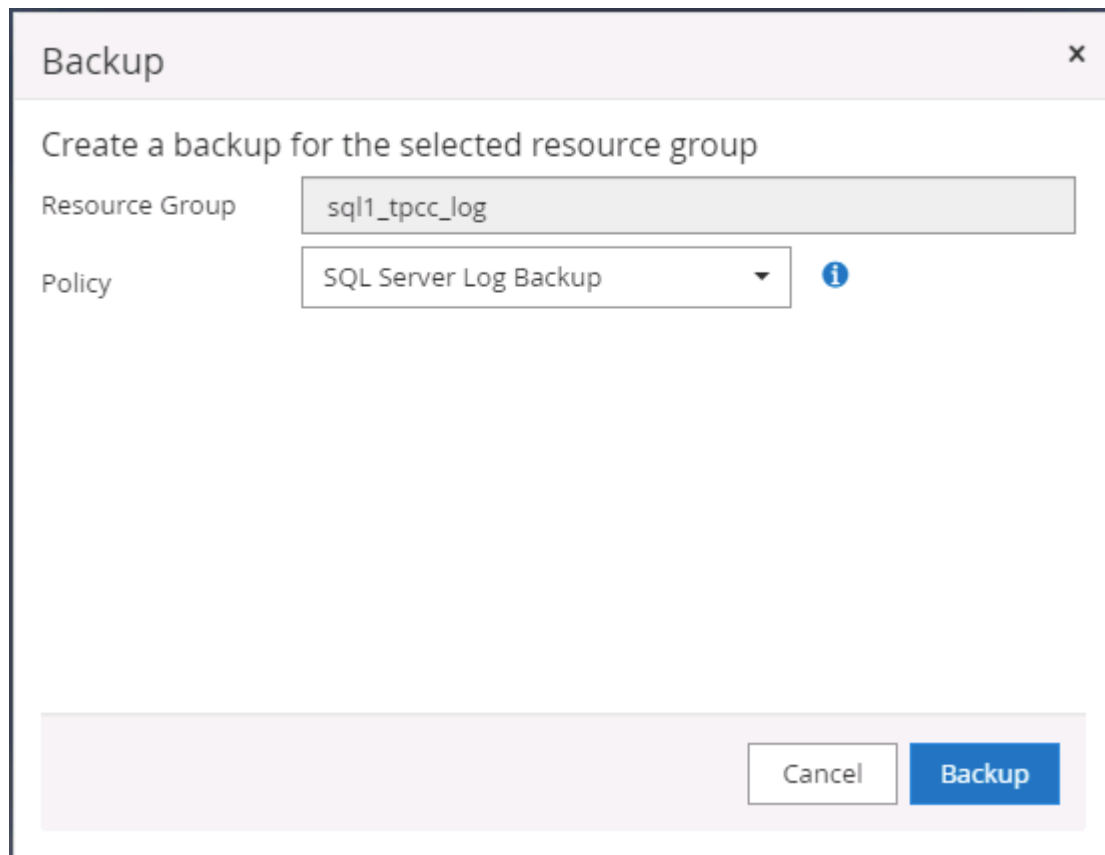 Backup
Create a backup for the selected resource group
Resource Group sql1_tpcc_log
Policy SQL Server Log Backup
Cancel Backup